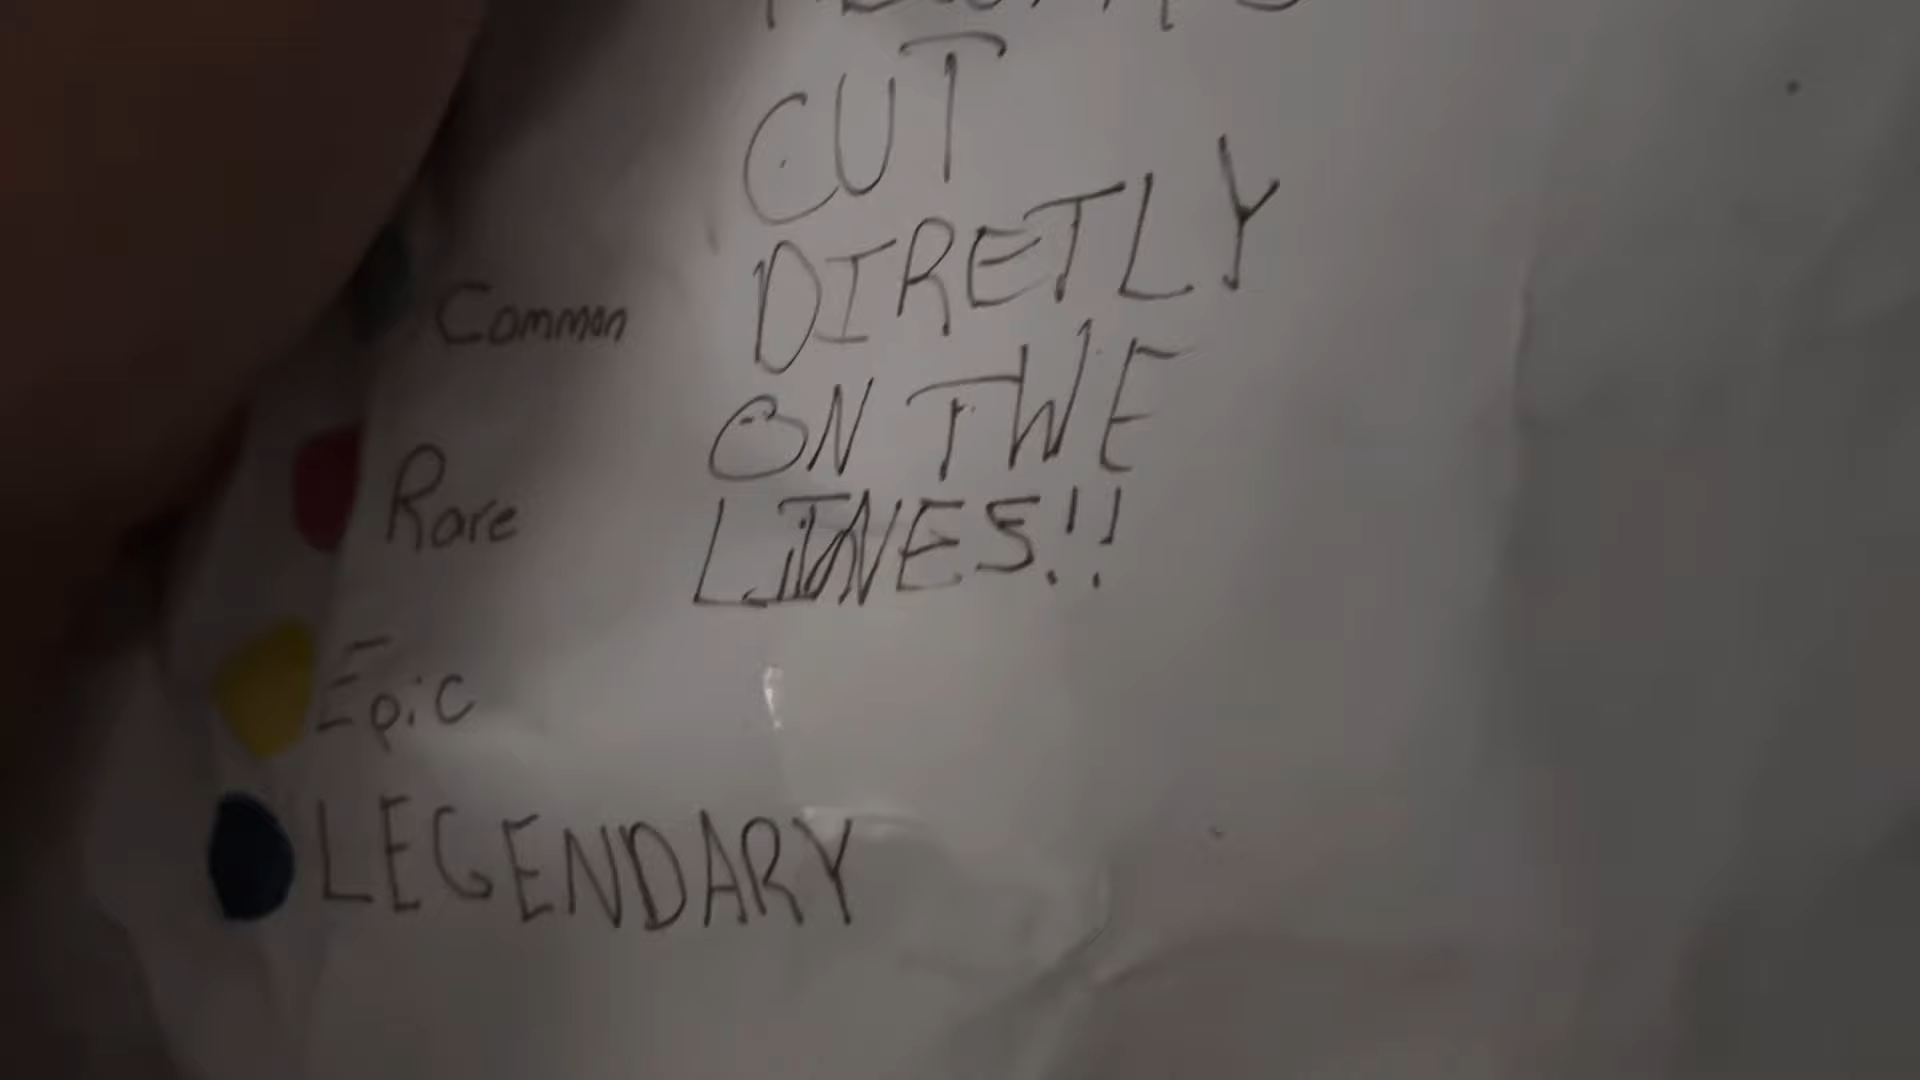 CUT
DIRETLY
ON THE
LINES!!
Common
Rare
Epic
LEGENDARY